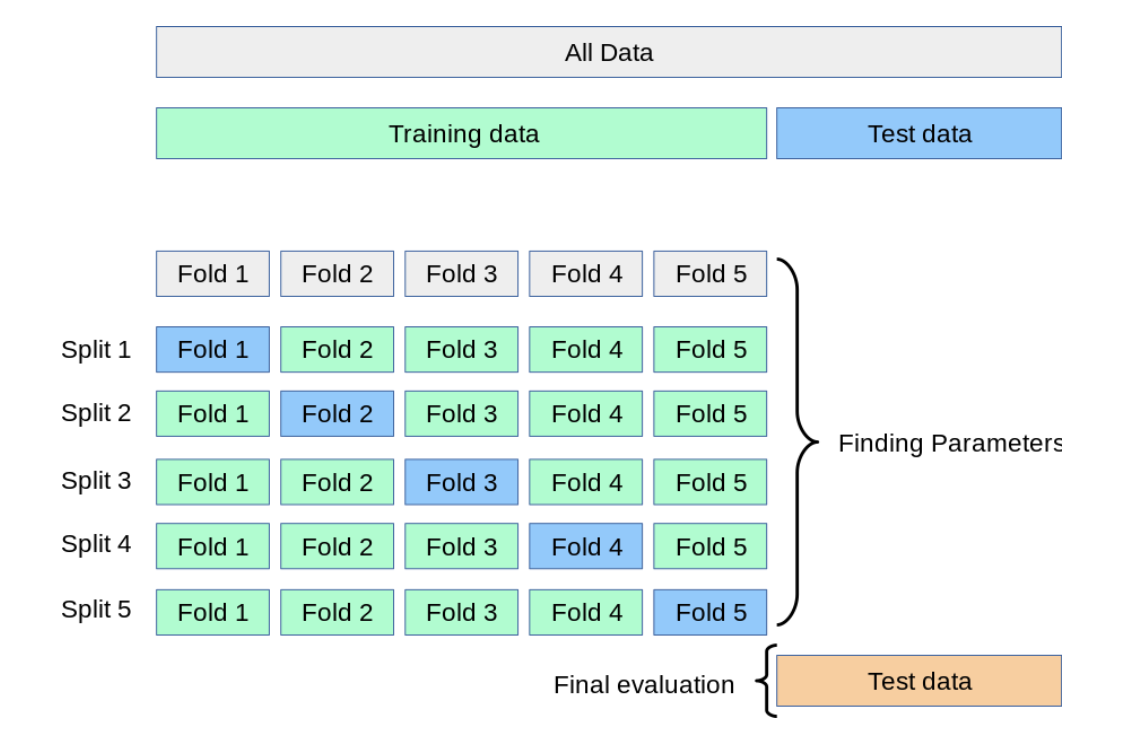 All Data
Training data Test data
Fold 1 Fold 2 Fold 3 Fold 4 Fold 5
Split 1 Fold 1 Fold 2 Fold 3 Fold 4 Fold 5
Split 2 Fold 1 Fold 2 Fold 3 Fold 4 Fold 5
Finding Parameters
Split 3 Fold 1 Fold 2 Fold 3 Fold 4 Fold 5
Split 4 Fold 1 Fold 2 Fold 3 Fold 4 Fold 5
Split 5 Fold 1 Fold 2 Fold 3 Fold 4 Fold 5
Final evaluation Test data